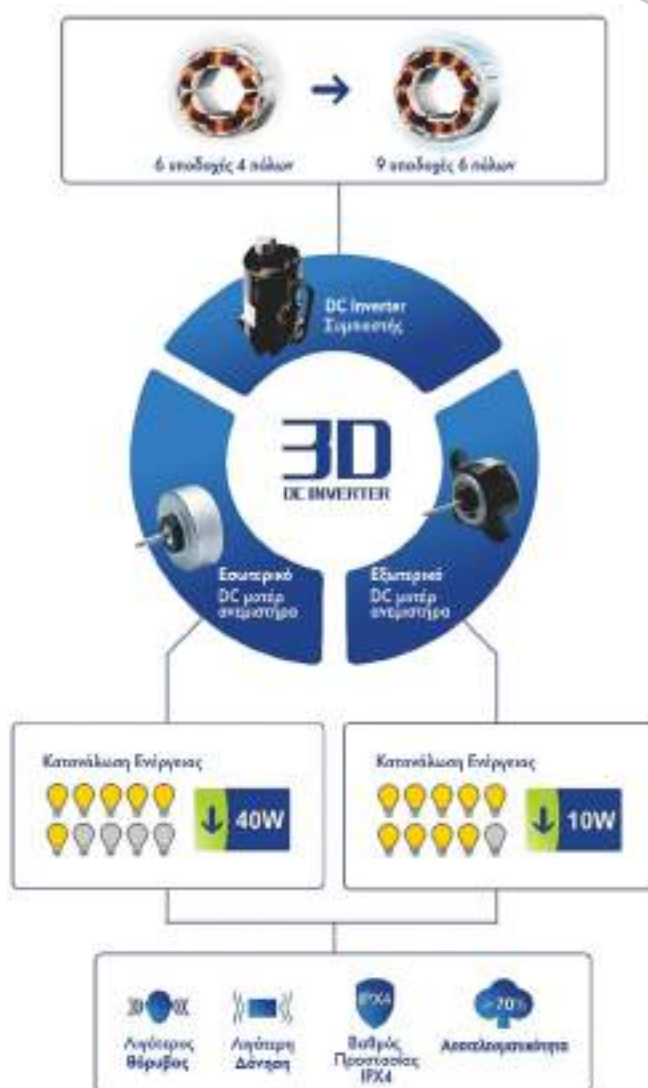 6 υποδοχές 4 πόλων
9 υποδοχές 6 πόλων
DC Inverter
Συμπιεστής
3D
DC INVERTER
Εσωτερικό
DC μοτέρ
ανεμιστήρα
Εξωτερικό
DC μοτέρ
ανεμιστήρα
Κατανάλωση Ενέργειας
40W
Κατανάλωση Ενέργειας
10W
Λιγότερος
Θόρυβος
Λιγότερη
Δόνηση
IPX4
Βαθμός
Προστασίας
IPX4
>70%
Αποτελεσματικότητα